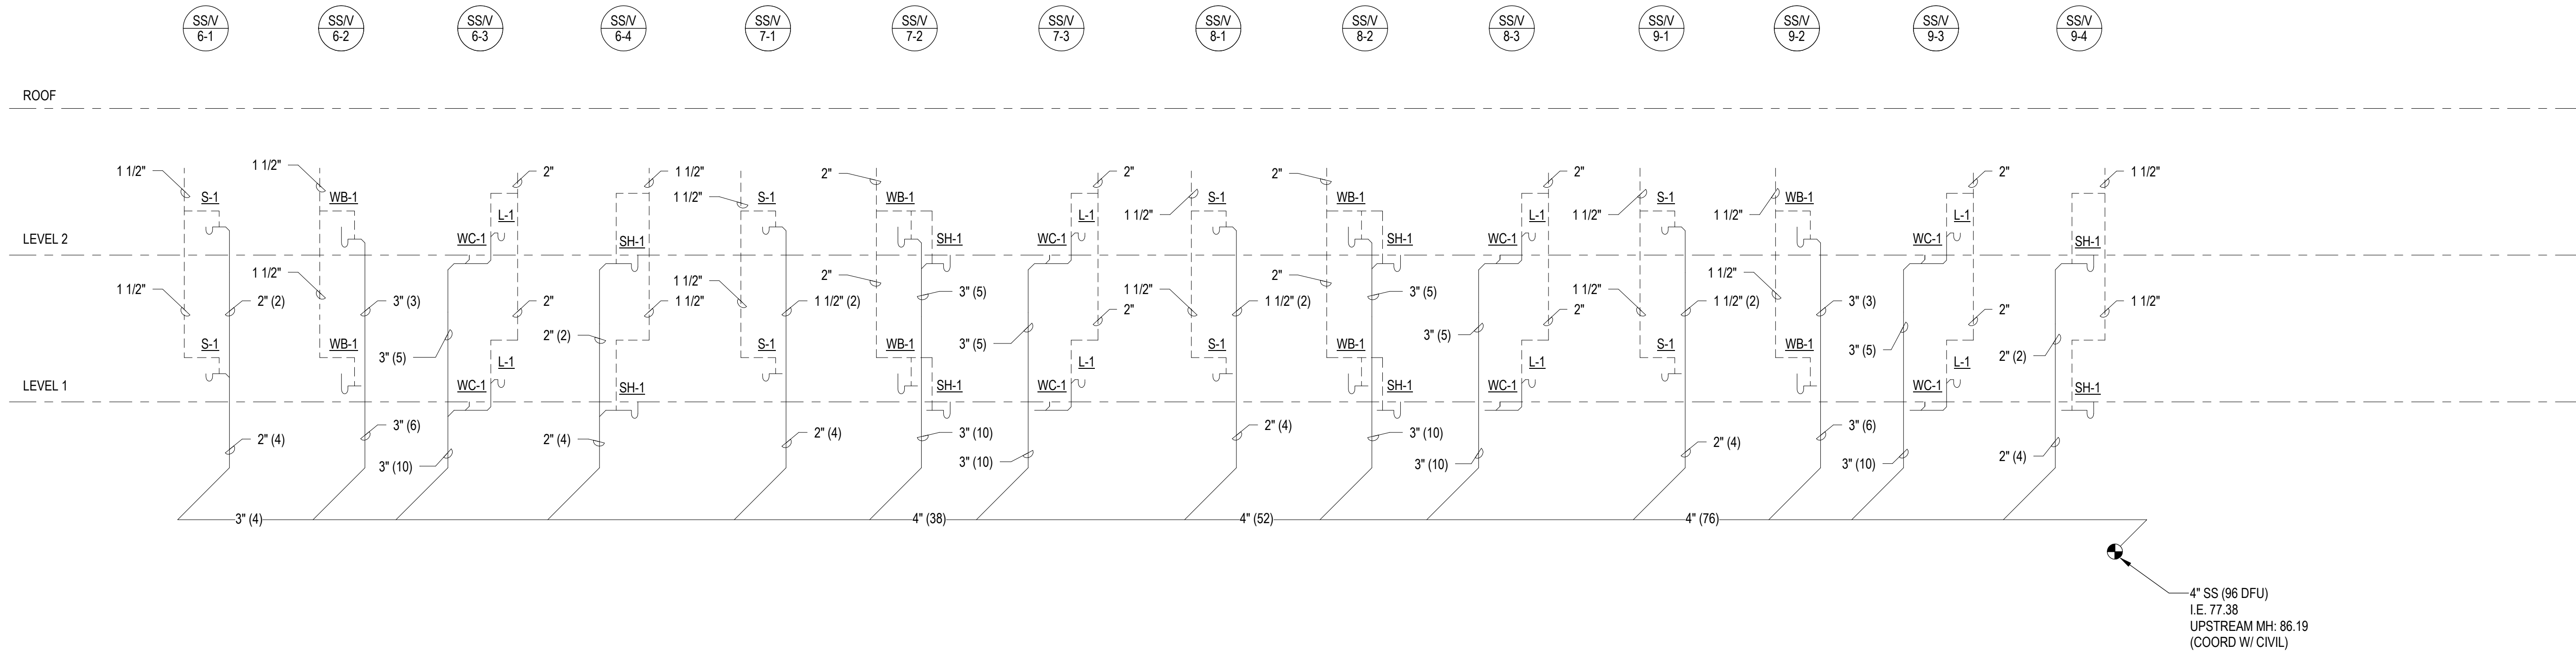 SS/V
6-1
SS/V
6-2
SS/V
6-3
SS/V
6-4
SS/V
7-1
SS/V
7-2
SS/V
7-3
SS/V
8-1
SS/V
8-2
SS/V
8-3
SS/V
9-1
SS/V
9-2
SS/V
9-3
SS/V
9-4
ROOF
LEVEL 2
LEVEL 1
1 1/2"
S-1
1 1/2"
2" (2)
S-1
2" (4)
1 1/2"
WB-1
1 1/2"
3" (3)
WB-1
3" (6)
2"
L-1
WC-1
2"
3" (5)
L-1
WC-1
3" (10)
1 1/2"
SH-1
1 1/2"
2" (2)
SH-1
2" (4)
1 1/2"
S-1
1 1/2"
1 1/2" (2)
S-1
2" (4)
2"
WB-1
SH-1
2"
3" (5)
WB-1
SH-1
3" (10)
2"
L-1
WC-1
2"
3" (5)
L-1
WC-1
3" (10)
S-1
1 1/2"
1 1/2"
1 1/2" (2)
S-1
2" (4)
2"
WB-1
SH-1
2"
3" (5)
WB-1
SH-1
3" (10)
2"
L-1
WC-1
2"
3" (5)
L-1
WC-1
3" (10)
S-1
1 1/2"
1 1/2"
1 1/2" (2)
S-1
2" (4)
WB-1
1 1/2"
1 1/2"
3" (3)
WB-1
3" (6)
2"
L-1
WC-1
2"
3" (5)
L-1
WC-1
3" (10)
1 1/2"
SH-1
1 1/2"
2" (2)
SH-1
2" (4)
3" (4)
4" (38)
4" (52)
4" (76)
4" SS (96 DFU)
I.E. 77.38
UPSTREAM MH: 86.19
(COORD W/ CIVIL)